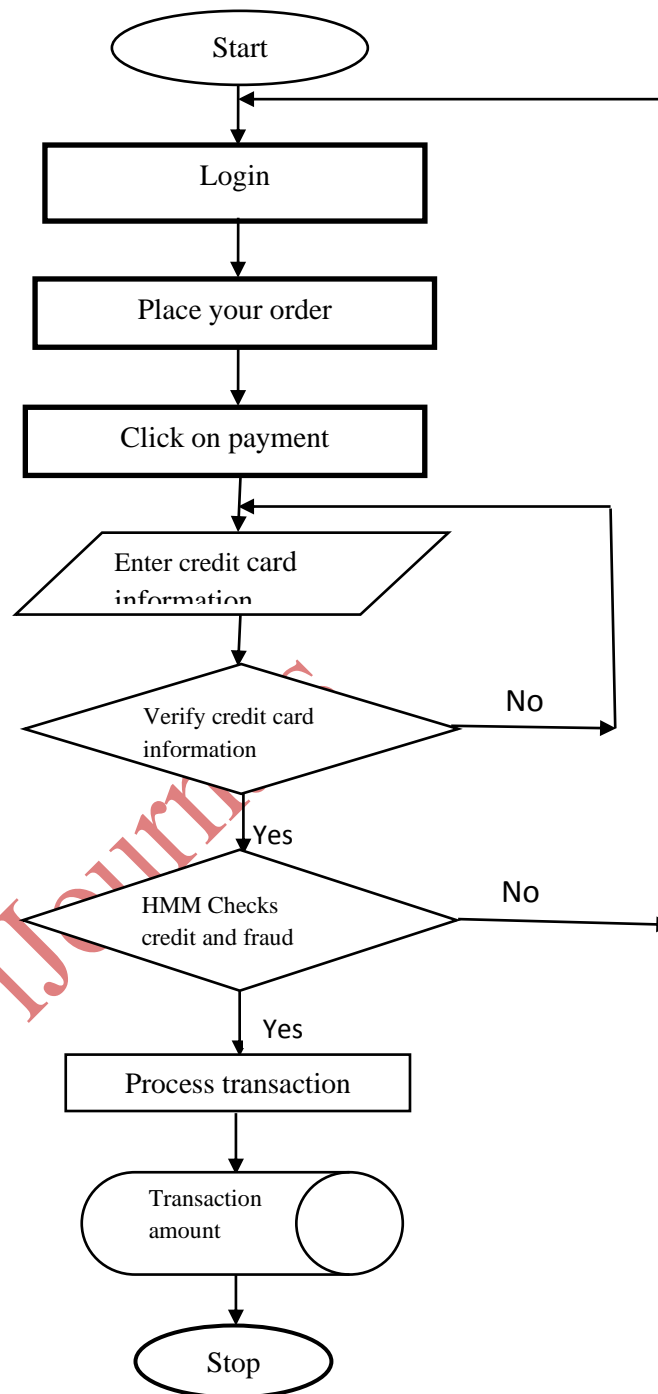 Start
Login
Place your order
Click on payment
Enter credit card
information
Verify credit card
information
No
Yes
HMM Checks
credit and fraud
No
Yes
Process transaction
Transaction
amount
Stop